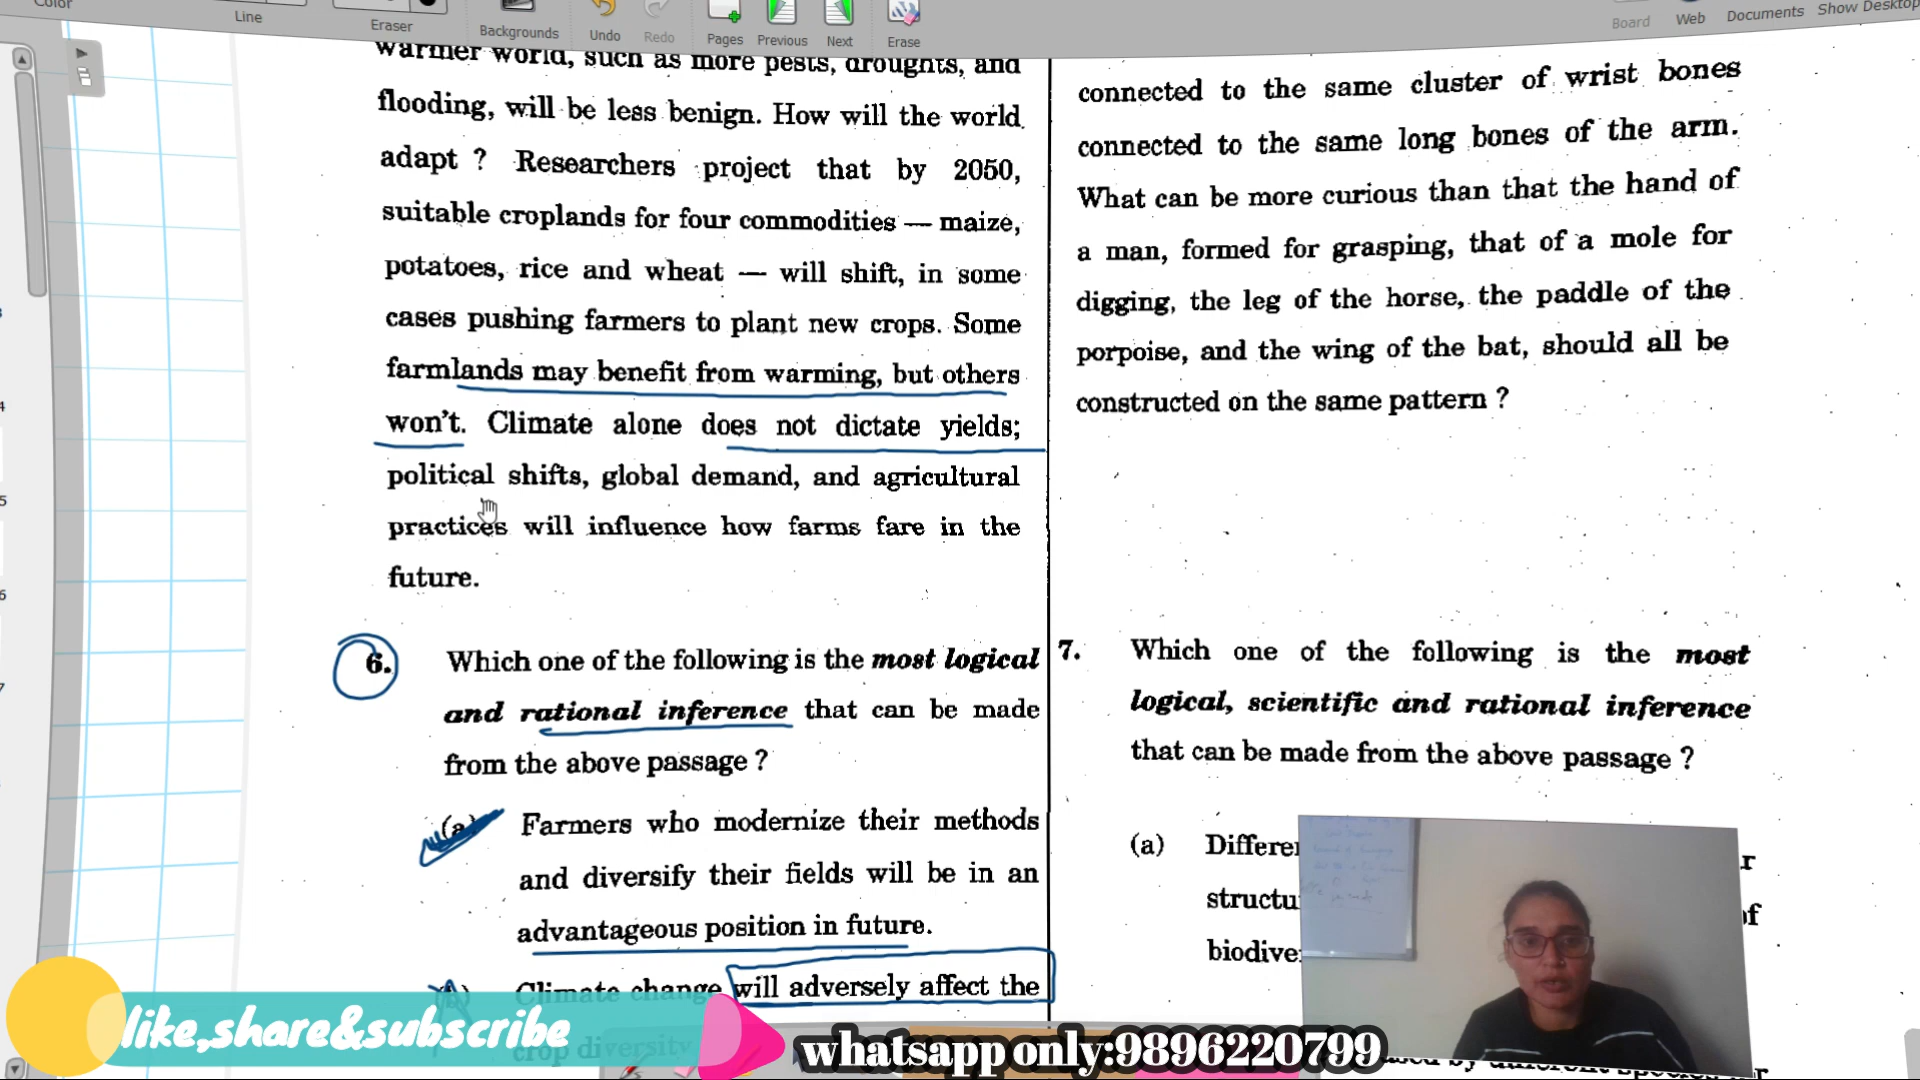 Color
Line
Eraser
Backgrounds
Undo
Redo
Pages
Previous
Next
Erase
Board
Web
Documents
Show Desktop
warmer world, such as more pests, droughts, and
flooding, will be less benign. How will the world
adapt ? Researchers project that by 2050,
suitable croplands for four commodities — maize,
potatoes, rice and wheat — will shift, in some
cases pushing farmers to plant new crops. Some
farmlands may benefit from warming, but others
won't. Climate alone does not dictate yields;
political shifts, global demand, and agricultural
practices will influence how farms fare in the
future.
6. Which one of the following is the most logical
and rational inference that can be made
from the above passage ?
(a) Farmers who modernize their methods
and diversify their fields will be in an
advantageous position in future.
Climate change will adversely affect the
crop diversity.
connected to the same cluster of wrist bones
connected to the same long bones of the arm.
What can be more curious than that the hand of
a man, formed for grasping, that of a mole for
digging, the leg of the horse, the paddle of the
porpoise, and the wing of the bat, should all be
constructed on the same pattern ?
7. Which one of the following is the most
logical, scientific and rational inference
that can be made from the above passage ?
(a)
like,share&subscribe
whatsapp only:9896220799